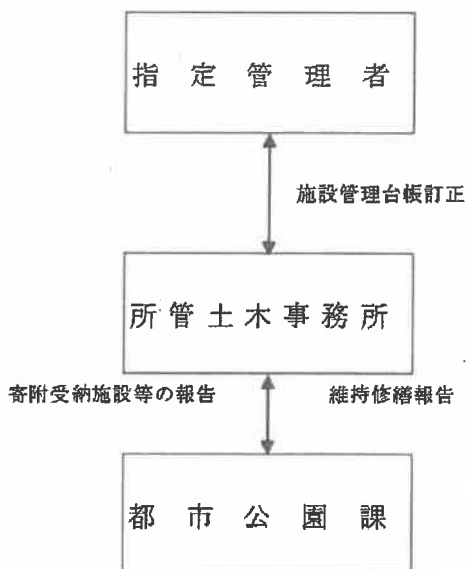 指定管理者
施設管理台帳訂正
所管土木事務所
寄附受納施設等の報告
維持修繕報告
都市公園課